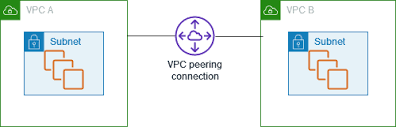 VPC A
Subnet
VPC peering
connection
VPC B
Subnet